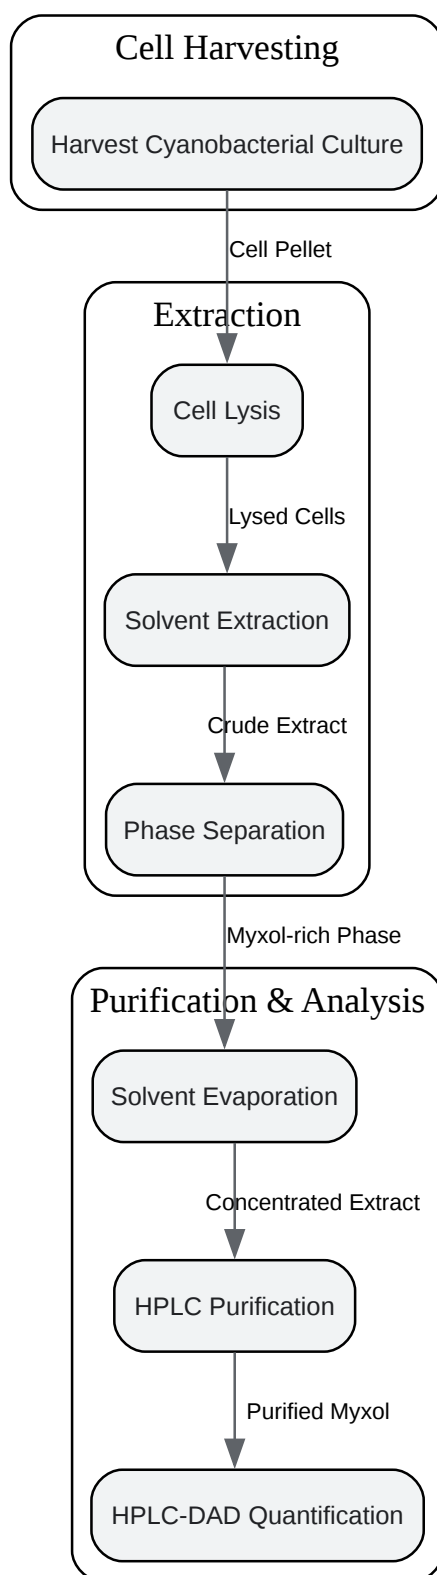 Cell Harvesting
Harvest Cyanobacterial Culture
Cell Pellet
Extraction
Cell Lysis
Lysed Cells
Solvent Extraction
Crude Extract
Phase Separation
Myxol-rich Phase
Purification & Analysis
Solvent Evaporation
Concentrated Extract
HPLC Purification
Purified Myxol
HPLC-DAD Quantification